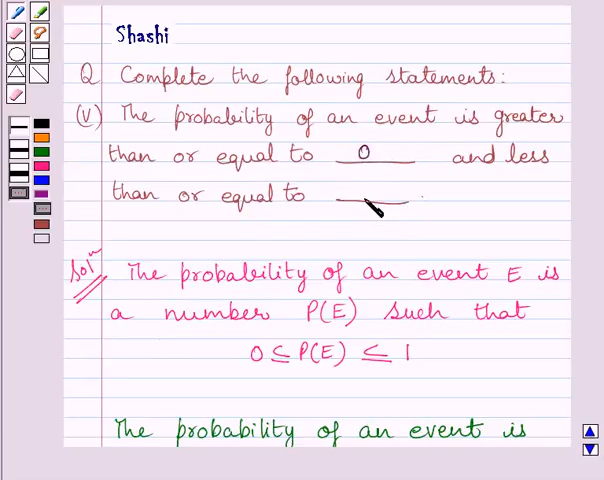 Shashi
Q Complete the following statements:
(V) The probability of an event is greater
than or equal to 0 and less
than or equal to ____ .
Solⁿ The probability of an event E is
a number P(E) such that
0 ≤ P(E) ≤ 1
The probability of an event is